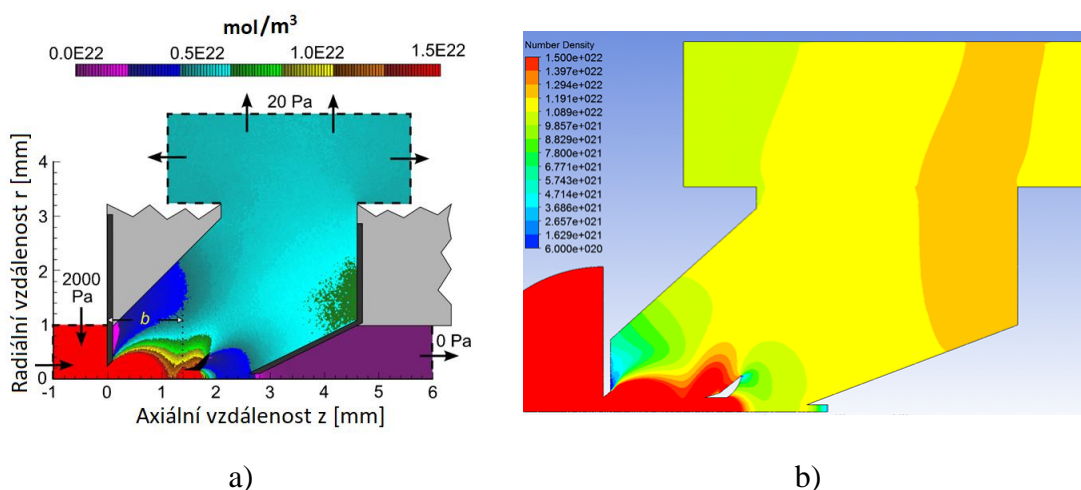 mol/m³
0.0E22 0.5E22 1.0E22 1.5E22
20 Pa
Radiální vzdálenost r [mm]
4
3
2
1
0
2000
Pa
b
0 Pa
-1 0 1 2 3 4 5 6
Axiální vzdálenost z [mm]
a)
Number Density
1.500e+022
1.397e+022
1.294e+022
1.191e+022
1.089e+022
9.857e+021
8.829e+021
7.800e+021
6.771e+021
5.743e+021
4.714e+021
3.686e+021
2.657e+021
1.629e+021
6.000e+020
b)